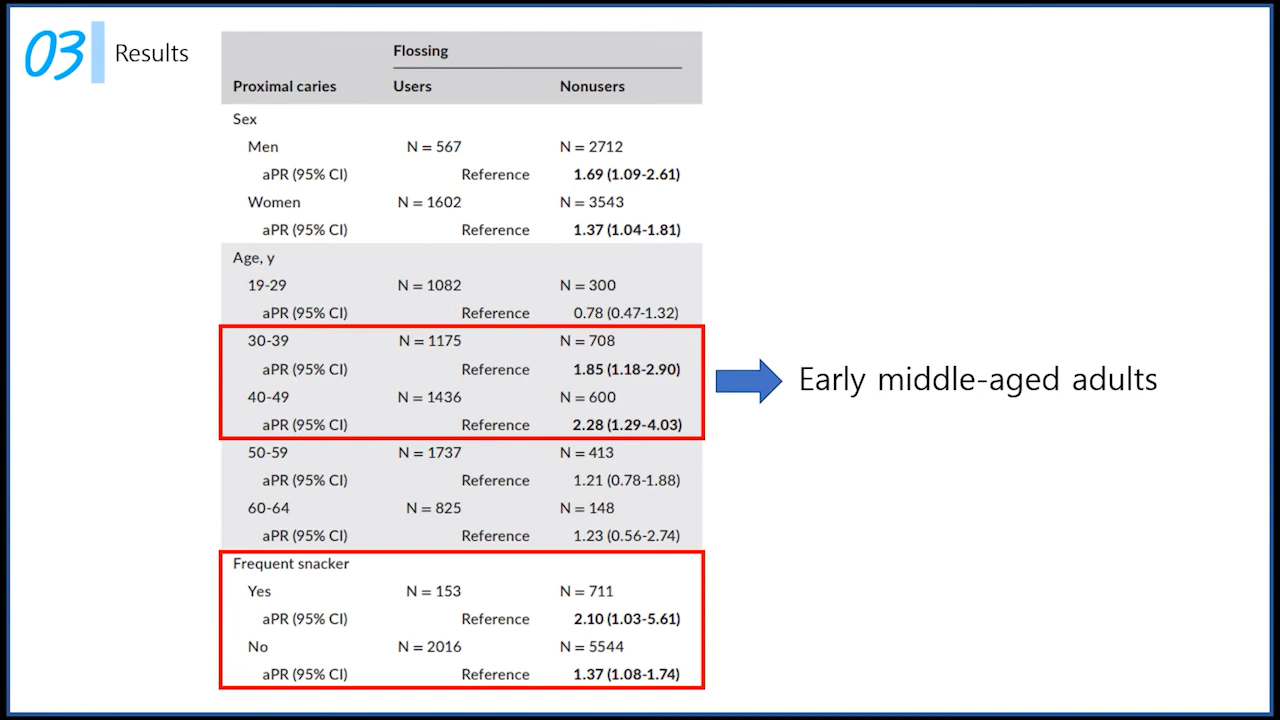 03 Results
Flossing
Proximal caries Users Nonusers
Sex
Men N = 567 N = 2712
aPR (95% CI) Reference 1.69 (1.09-2.61)
Women N = 1602 N = 3543
aPR (95% CI) Reference 1.37 (1.04-1.81)
Age, y
19-29 N = 1082 N = 300
aPR (95% CI) Reference 0.78 (0.47-1.32)
30-39 N = 1175 N = 708
aPR (95% CI) Reference 1.85 (1.18-2.90)
40-49 N = 1436 N = 600
aPR (95% CI) Reference 2.28 (1.29-4.03)
50-59 N = 1737 N = 413
aPR (95% CI) Reference 1.21 (0.78-1.88)
60-64 N = 825 N = 148
aPR (95% CI) Reference 1.23 (0.56-2.74)
Frequent snacker
Yes N = 153 N = 711
aPR (95% CI) Reference 2.10 (1.03-5.61)
No N = 2016 N = 5544
aPR (95% CI) Reference 1.37 (1.08-1.74)
Early middle-aged adults